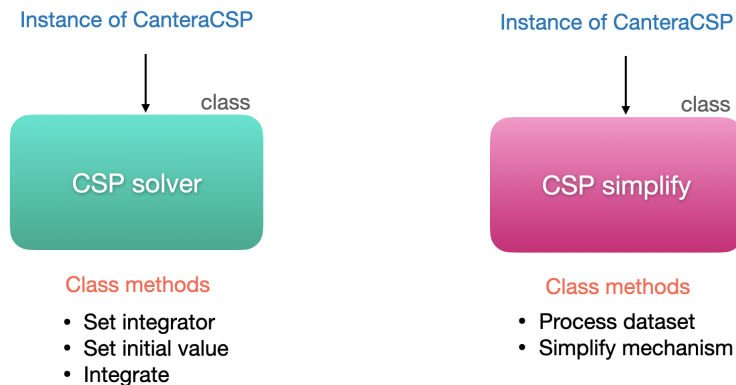 Instance of CanteraCSP
class
CSP solver
Class methods
• Set integrator
• Set initial value
• Integrate
Instance of CanteraCSP
class
CSP simplify
Class methods
• Process dataset
• Simplify mechanism